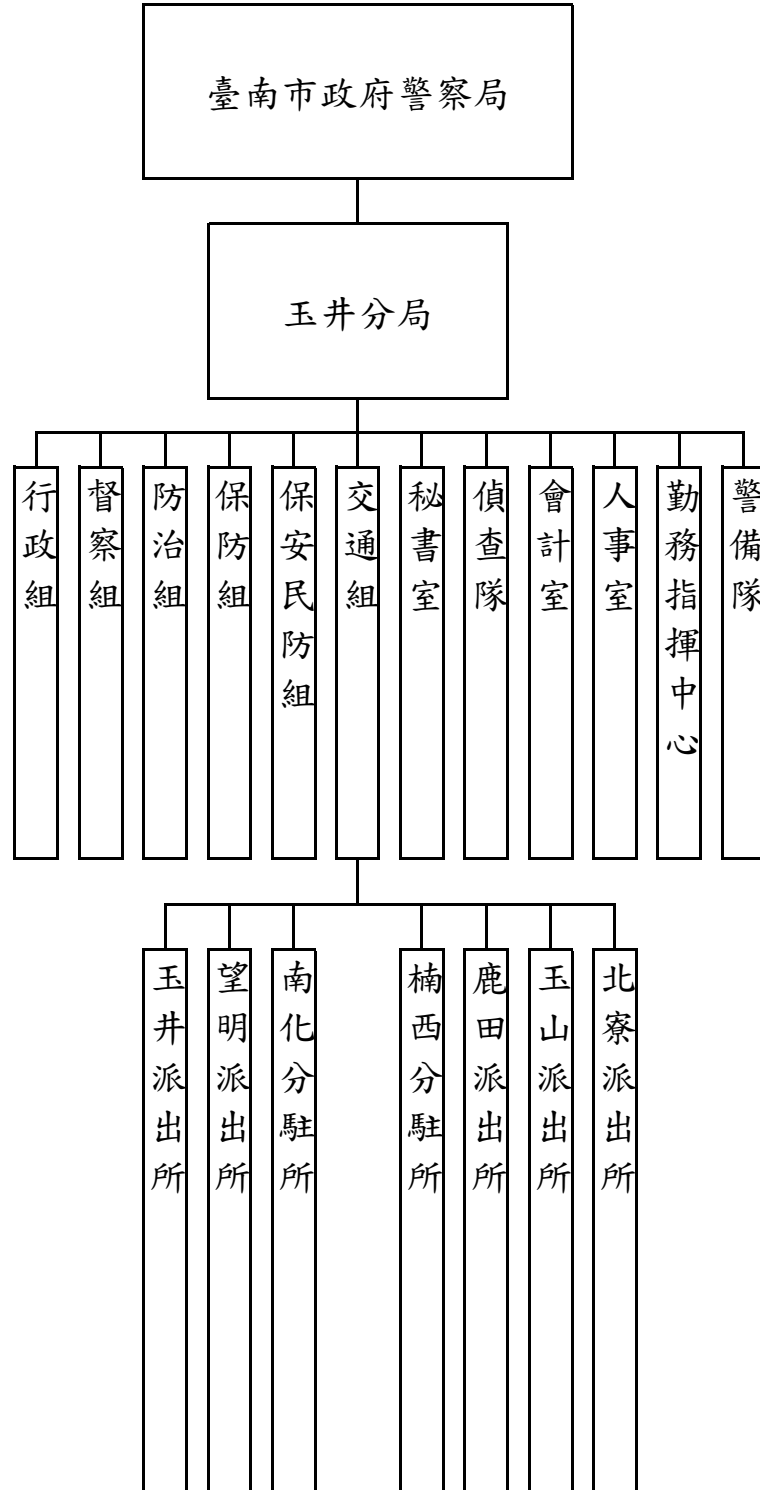 臺南市政府警察局
玉井分局
行政組
督察組
防治組
保防組
保安民防組
交通組
秘書室
偵查隊
會計室
人事室
勤務指揮中心
警備隊
玉井派出所
望明派出所
南化分駐所
楠西分駐所
鹿田派出所
玉山派出所
北寮派出所